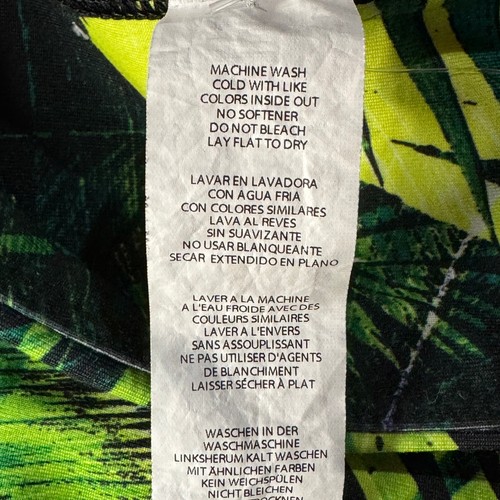 MACHINE WASH
COLD WITH LIKE
COLORS INSIDE OUT
NO SOFTENER
DO NOT BLEACH
LAY FLAT TO DRY
LAVAR EN LAVADORA
CON AGUA FRIA
CON COLORES SIMILARES
LAVA AL REVES
SIN SUAVIZANTE
NO USAR BLANQUEANTE
SECAR EXTENDIDO EN PLANO
LAVER A LA MACHINE
A L'EAU FROIDE AVEC DES
COULEURS SIMILAIRES
LAVER A L'ENVERS
SANS ASSOUPLISSANT
NE PAS UTILISER D'AGENTS
DE BLANCHIMENT
LAISSER SÉCHER À PLAT
WASCHEN IN DER
WASCHMASCHINE
LINKSHERUM KALT WASCHEN
MIT ÄHNLICHEN FARBEN
KEIN WEICHSPÜLEN
NICHT BLEICHEN